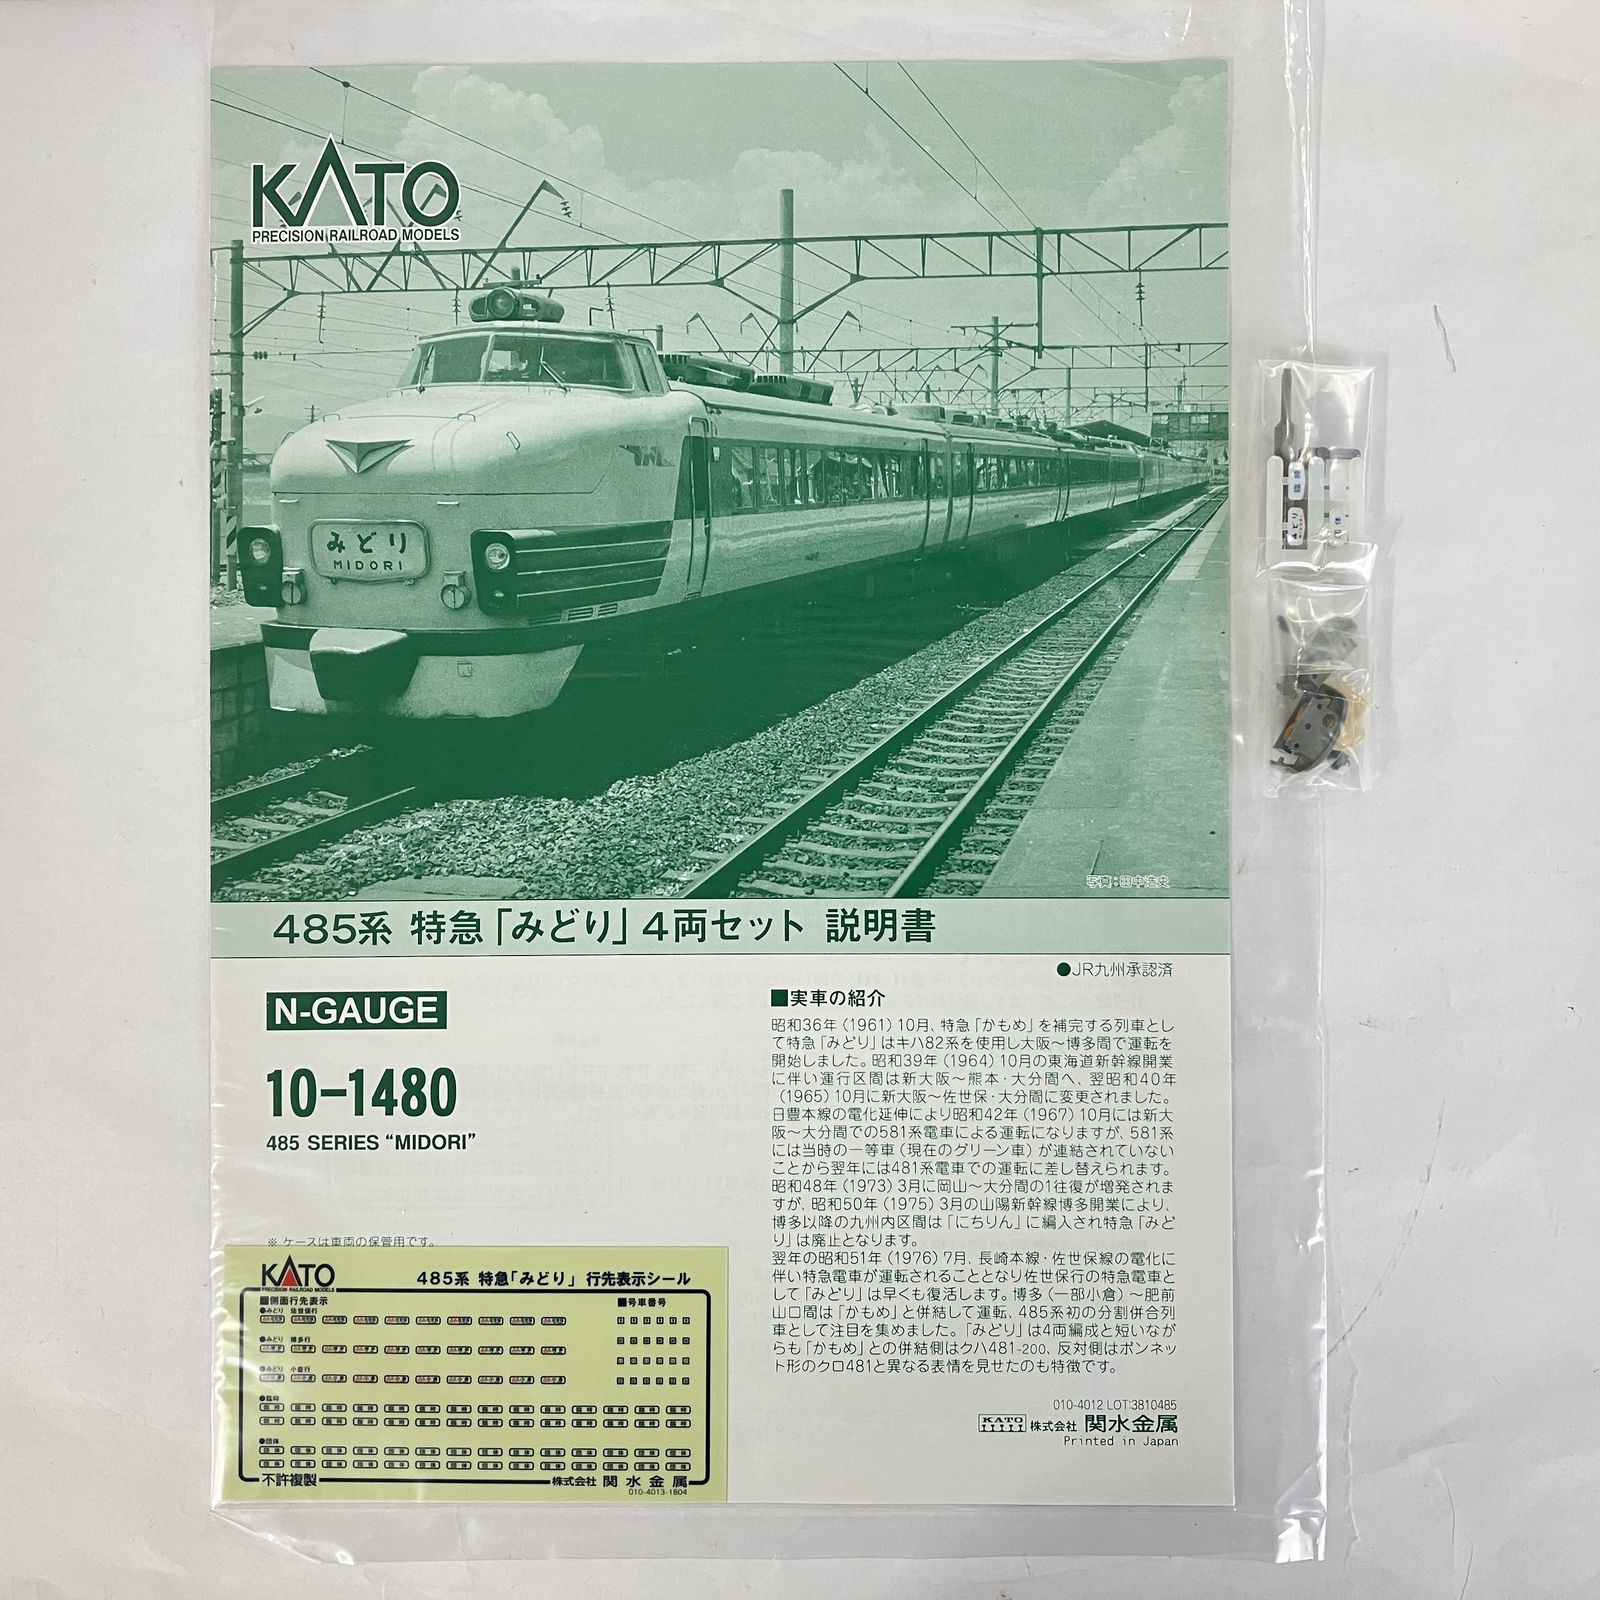 KATO
PRECISION RAILROAD MODELS
みどり
MIDORI
写真：田中浩史
485系 特急「みどり」4両セット 説明書
●JR九州承認済
N-GAUGE
10-1480
485 SERIES “MIDORI”
※ ケースは車両の保管用です。
■実車の紹介
昭和36年（1961）10月、特急「かもめ」を補完する列車とし
て特急「みどり」はキハ82系を使用し大阪～博多間で運転を
開始しました。昭和39年（1964）10月の東海道新幹線開業
に伴い運行区間は新大阪～熊本・大分間へ、翌昭和40年
（1965）10月に新大阪～佐世保・大分間に変更されました。
日豊本線の電化延伸により昭和42年（1967）10月には新大
阪～大分間での581系電車による運転になりますが、581系
には当時の一等車（現在のグリーン車）が連結されていない
ことから翌年には481系電車での運転に差し替えられます。
昭和48年（1973）3月に岡山～大分間の1往復が増発されま
すが、昭和50年（1975）3月の山陽新幹線博多開業により、
博多以降の九州内区間は「にちりん」に編入され特急「みど
り」は廃止となります。
翌年の昭和51年（1976）7月、長崎本線・佐世保線の電化に
伴い特急電車が運転されることとなり佐世保行の特急電車と
して「みどり」は早くも復活します。博多（一部小倉）～肥前
山口間は「かもめ」と併結して運転、485系初の分割併合列
車として注目を集めました。「みどり」は4両編成と短いなが
らも「かもめ」との併結側はクハ481-200、反対側はボンネッ
ト形のクロ481と異なる表情を見せたのも特徴です。
010-4012 LOT:3810485
KATO 株式会社 関水金属
Printed in Japan
KATO
PRECISION RAILROAD MODELS
485系 特急「みどり」 行先表示シール
■側面行先表示
■号車番号
●みどり 佐世保行
●みどり 博多行
●みどり 小倉行
●臨時
●団体
不許複製
株式会社 関水金属
010-4013-1804